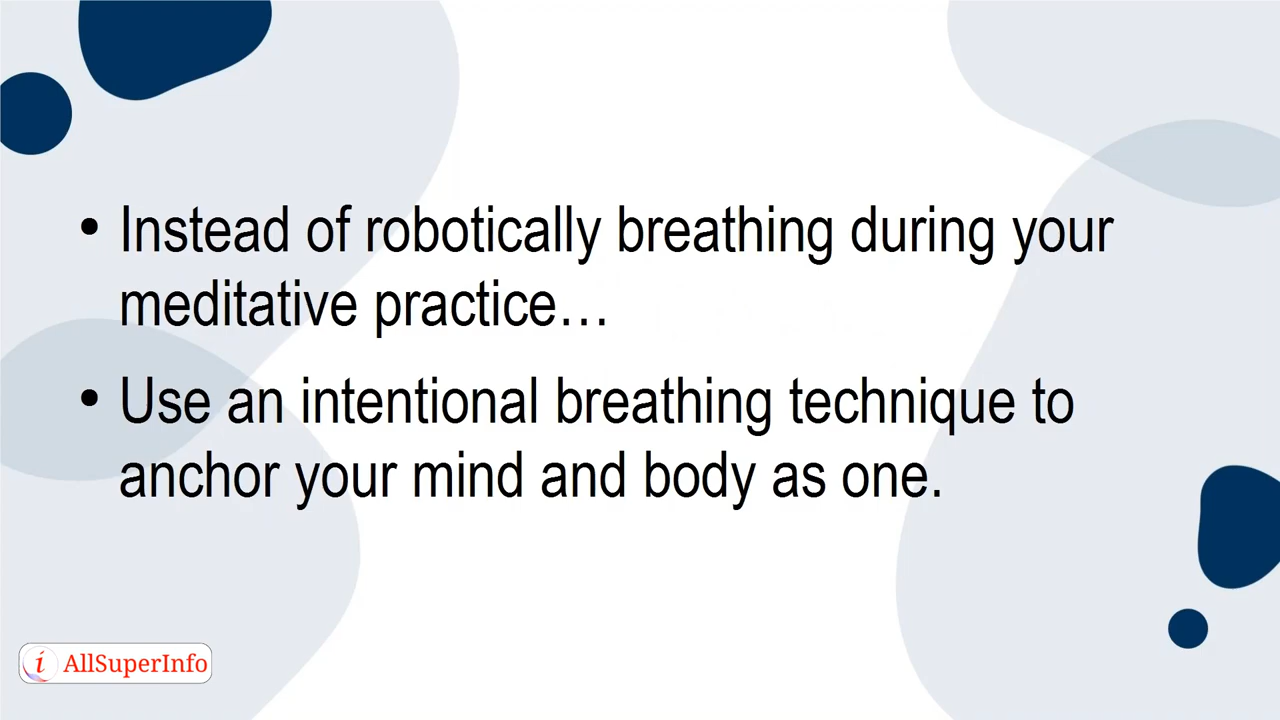 • Instead of robotically breathing during your
meditative practice…
• Use an intentional breathing technique to
anchor your mind and body as one.
i AllSuperInfo